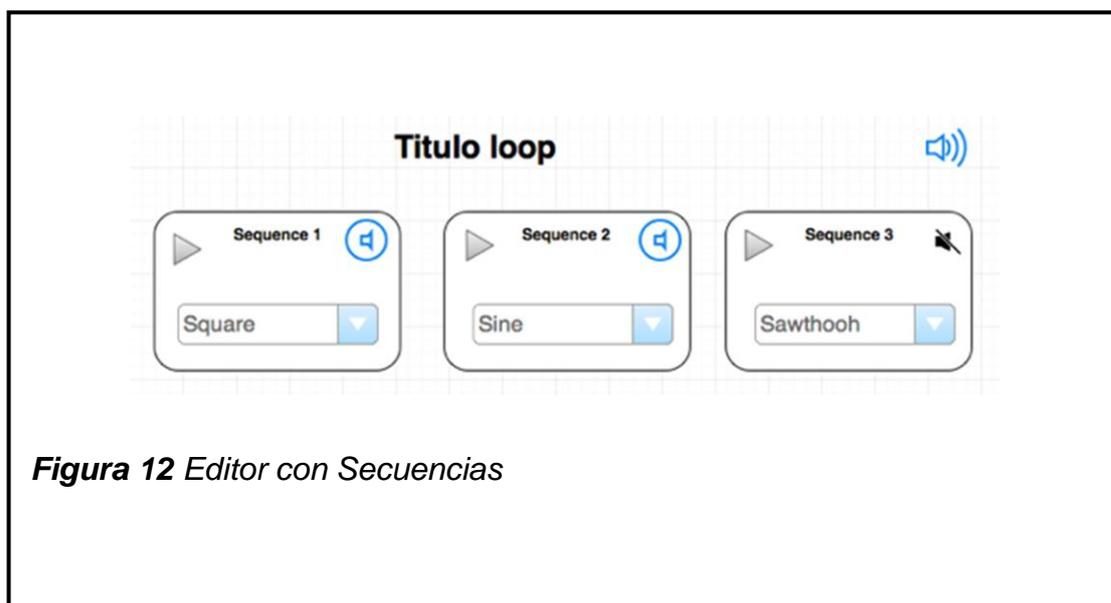 Titulo loop
Sequence 1
Sequence 2
Sequence 3
Square
Sine
Sawthooh
Figura 12 Editor con Secuencias